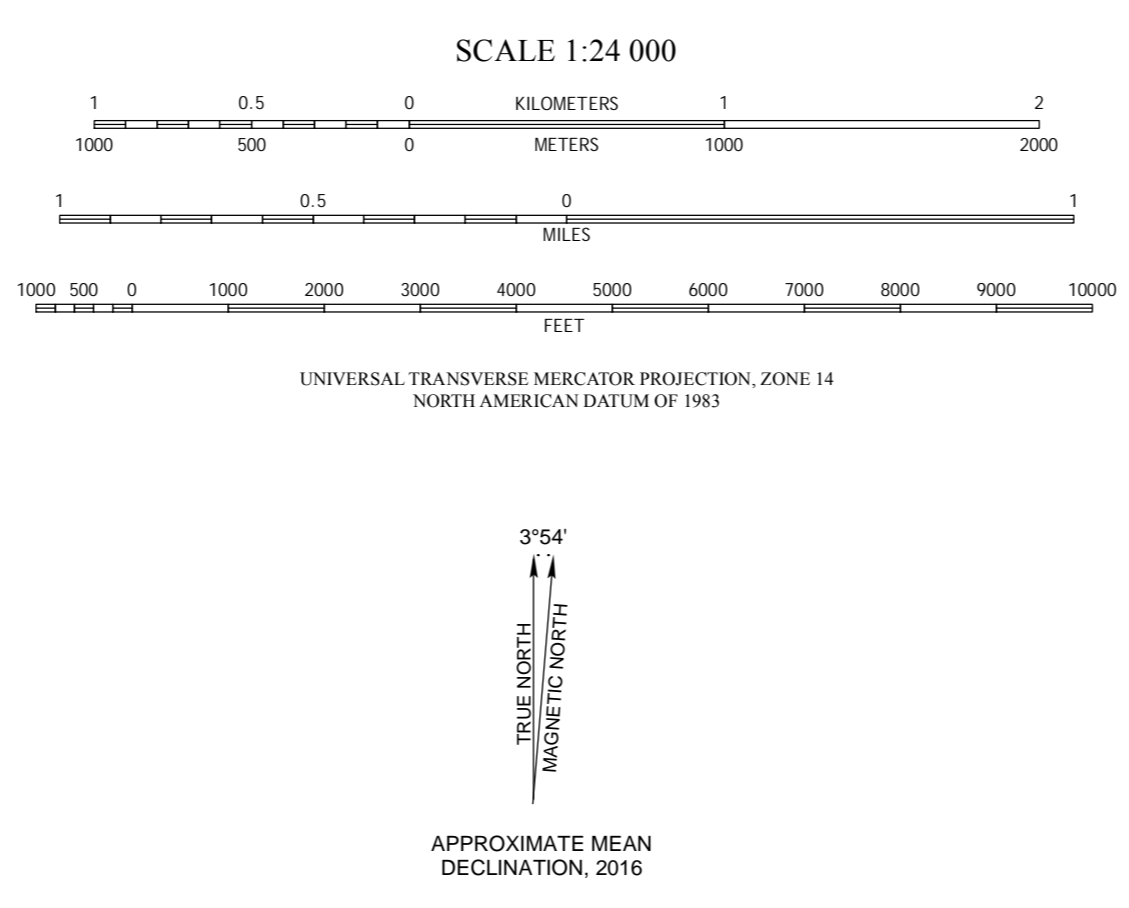 SCALE 1:24 000
1 0.5 0 KILOMETERS 1 2
1000 500 0 METERS 1000 2000
1 0.5 0 1
MILES
1000 500 0 1000 2000 3000 4000 5000 6000 7000 8000 9000 10000
FEET
UNIVERSAL TRANSVERSE MERCATOR PROJECTION, ZONE 14
NORTH AMERICAN DATUM OF 1983
3°54'
TRUE NORTH
MAGNETIC NORTH
APPROXIMATE MEAN
DECLINATION, 2016